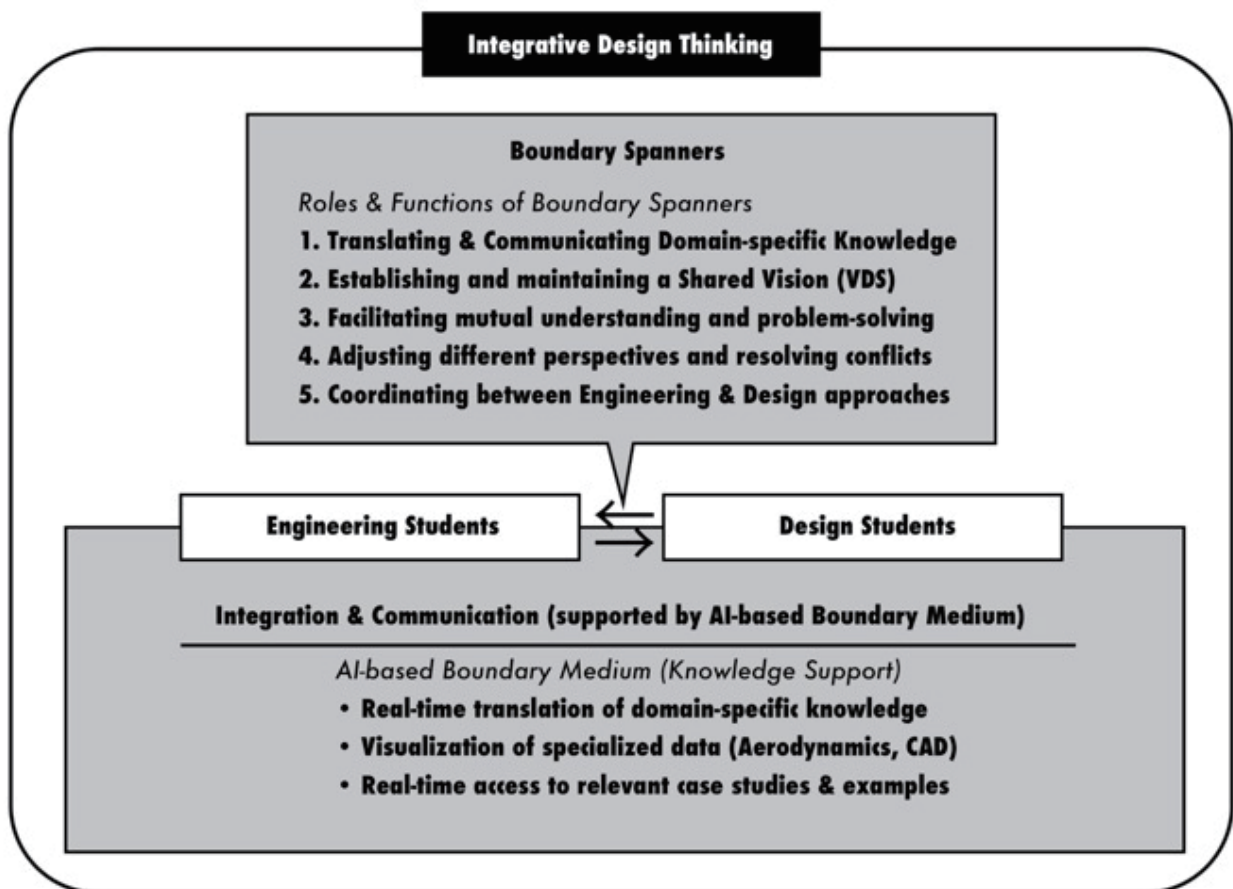 Integrative Design Thinking
Boundary Spanners
Roles & Functions of Boundary Spanners
1. Translating & Communicating Domain-specific Knowledge
2. Establishing and maintaining a Shared Vision (VDS)
3. Facilitating mutual understanding and problem-solving
4. Adjusting different perspectives and resolving conflicts
5. Coordinating between Engineering & Design approaches
Engineering Students
Design Students
Integration & Communication (supported by AI-based Boundary Medium)
AI-based Boundary Medium (Knowledge Support)
• Real-time translation of domain-specific knowledge
• Visualization of specialized data (Aerodynamics, CAD)
• Real-time access to relevant case studies & examples